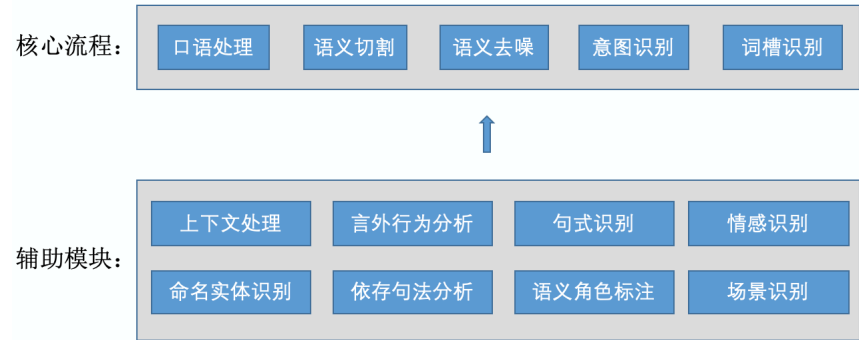 核心流程：
口语处理 语义切割 语义去噪 意图识别 词槽识别
辅助模块：
上下文处理 言外行为分析 句式识别 情感识别
命名实体识别 依存句法分析 语义角色标注 场景识别